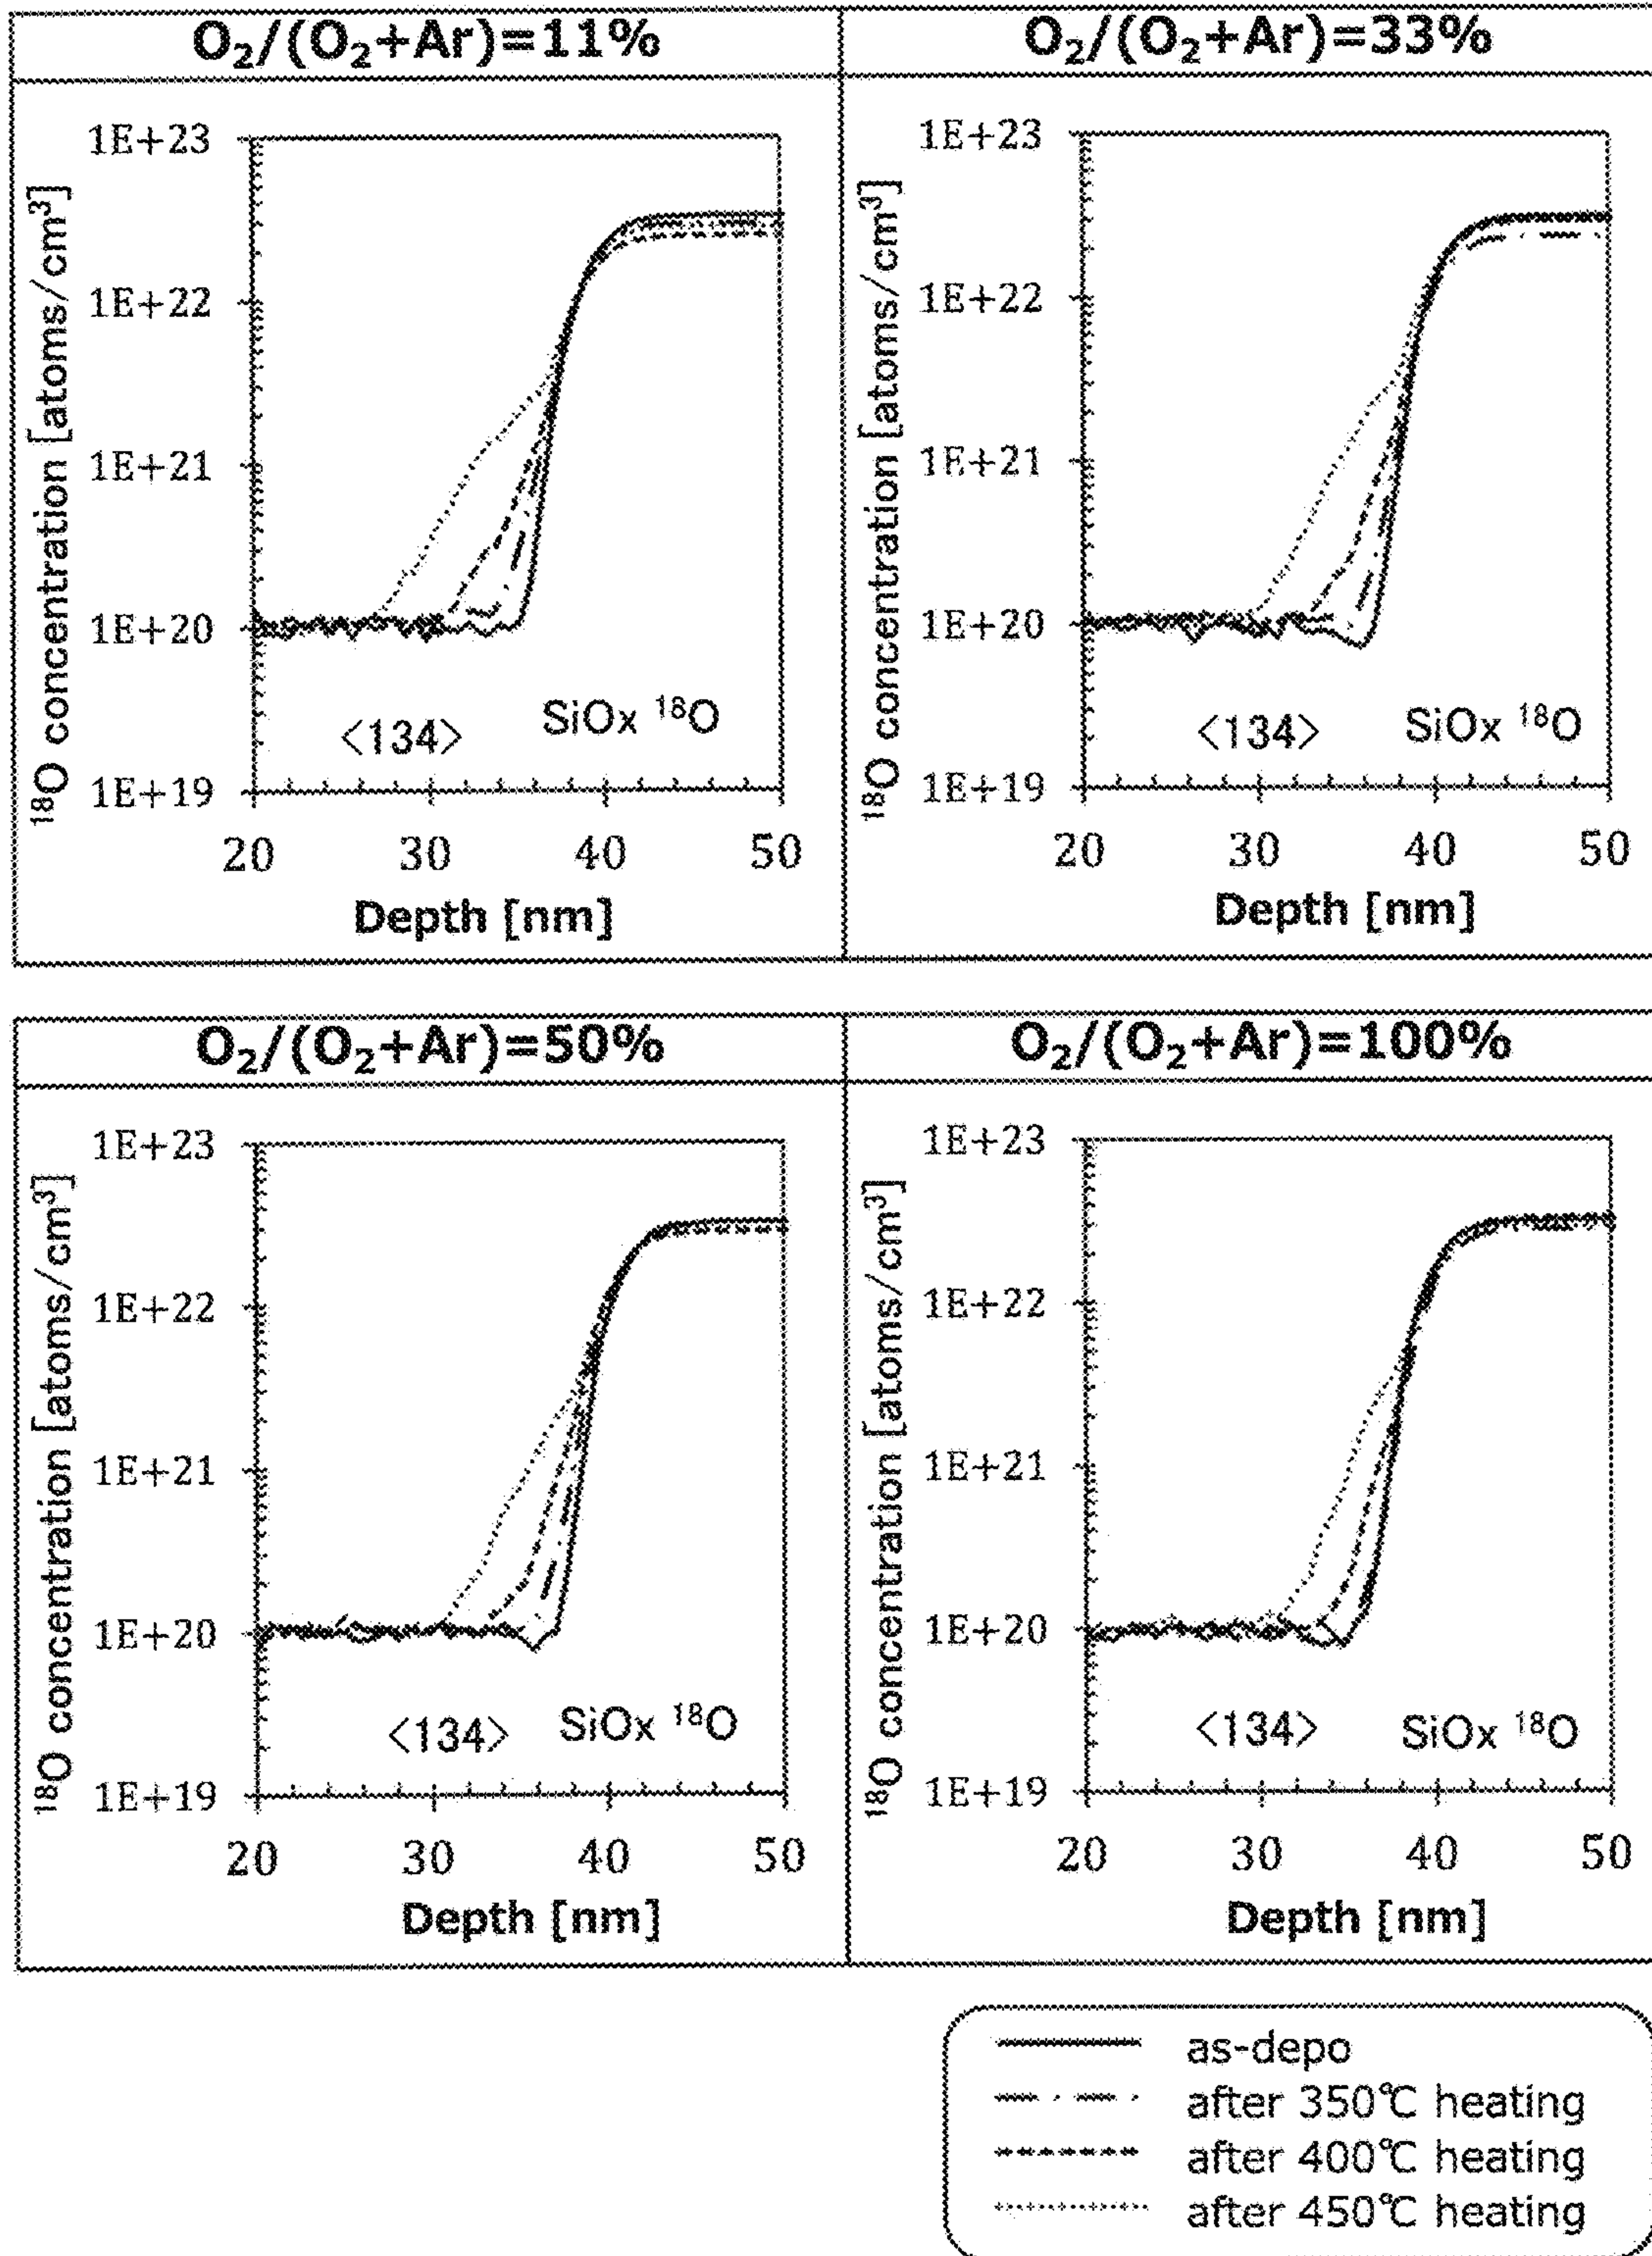 O₂/(O₂+Ar)=11%
O₂/(O₂+Ar)=33%
¹⁸O concentration [atoms/cm³]
1E+23
1E+22
1E+21
1E+20
1E+19
<134>
SiOx ¹⁸O
20 30 40 50
Depth [nm]
¹⁸O concentration [atoms/cm³]
1E+23
1E+22
1E+21
1E+20
1E+19
<134>
SiOx ¹⁸O
20 30 40 50
Depth [nm]
O₂/(O₂+Ar)=50%
O₂/(O₂+Ar)=100%
¹⁸O concentration [atoms/cm³]
1E+23
1E+22
1E+21
1E+20
1E+19
<134>
SiOx ¹⁸O
20 30 40 50
Depth [nm]
¹⁸O concentration [atoms/cm³]
1E+23
1E+22
1E+21
1E+20
1E+19
<134>
SiOx ¹⁸O
20 30 40 50
Depth [nm]
as-depo
after 350℃ heating
after 400℃ heating
after 450℃ heating